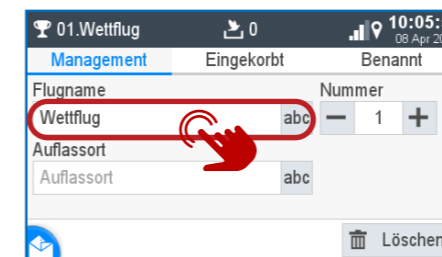 01.Wettflug 0 10:05:
08 Apr 20
Management Eingekorbt Benannt
Flugname Nummer
Wettflug abc 1
Auflassort
Auflassort abc
Löschen